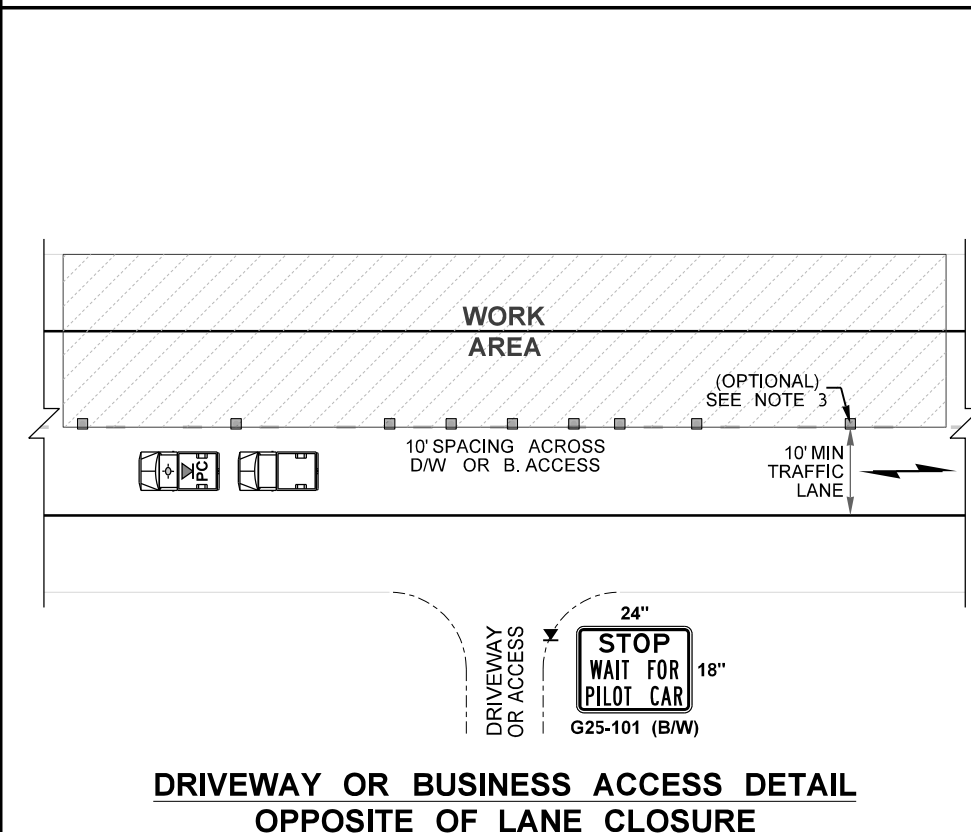 WORK
AREA
(OPTIONAL)
SEE NOTE 3
10' SPACING ACROSS
D/W OR B. ACCESS
10' MIN
TRAFFIC
LANE
PC
DRIVEWAY
OR ACCESS
24"
STOP
WAIT FOR
PILOT CAR
18"
G25-101 (B/W)
DRIVEWAY OR BUSINESS ACCESS DETAIL
OPPOSITE OF LANE CLOSURE